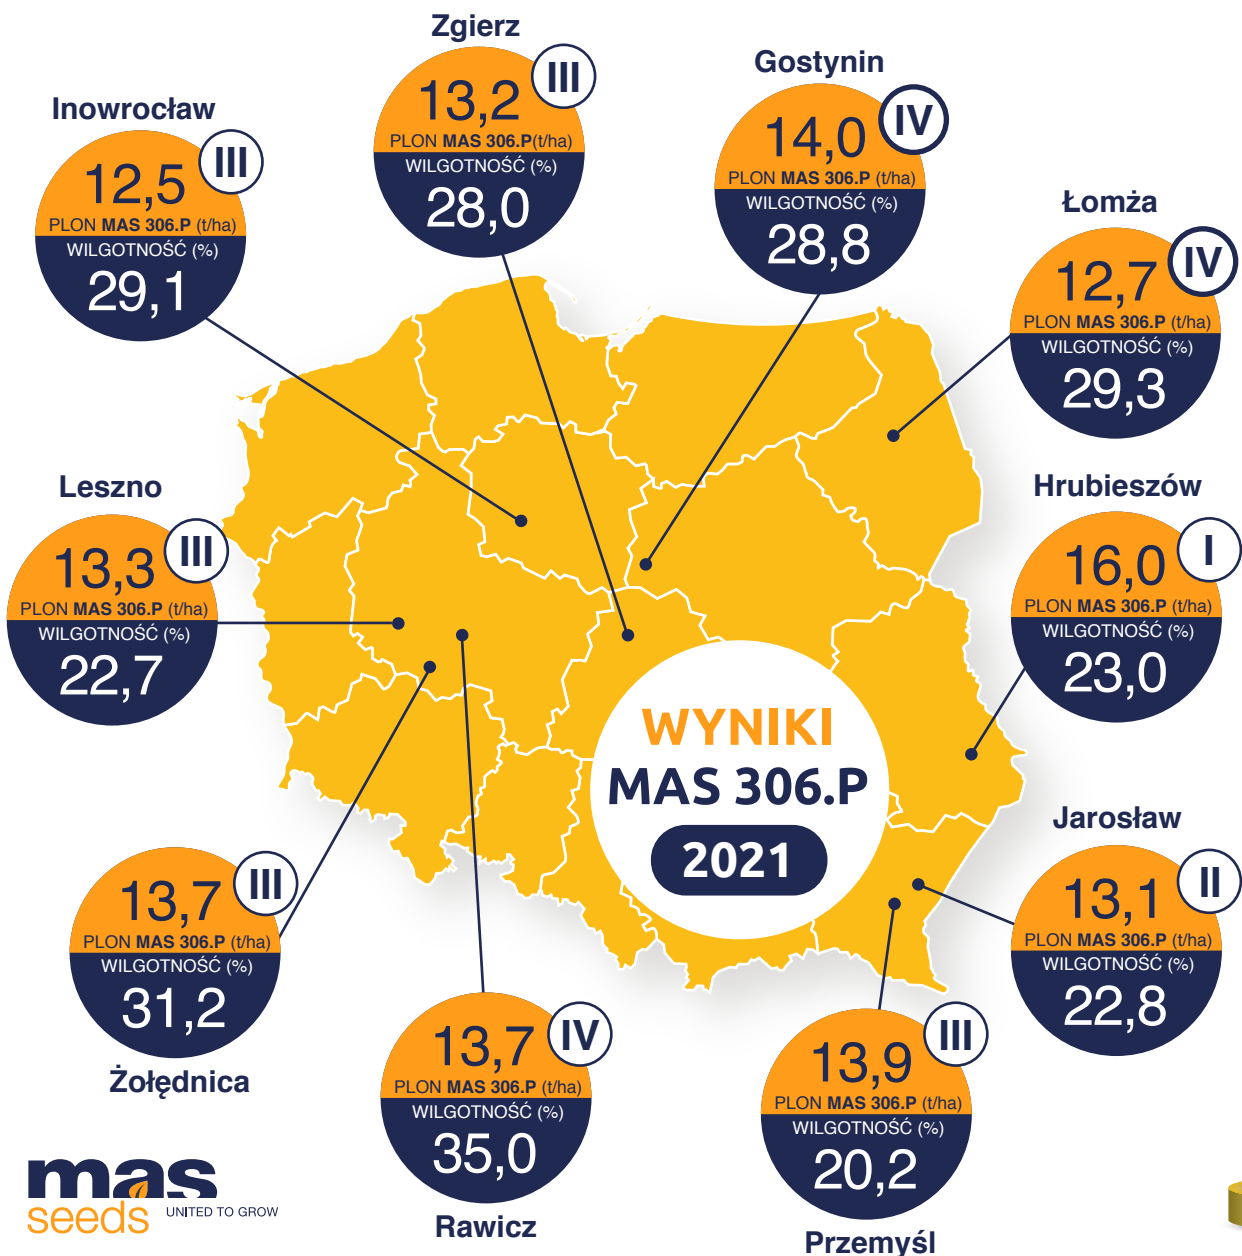 Zgierz
13,2
III
PLON MAS 306.P(t/ha)
WILGOTNOŚĆ (%)
28,0
Gostynin
14,0
IV
PLON MAS 306.P (t/ha)
WILGOTNOŚĆ (%)
28,8
Inowrocław
12,5
III
PLON MAS 306.P (t/ha)
WILGOTNOŚĆ (%)
29,1
Łomża
12,7
IV
PLON MAS 306.P (t/ha)
WILGOTNOŚĆ (%)
29,3
Leszno
13,3
III
PLON MAS 306.P (t/ha)
WILGOTNOŚĆ (%)
22,7
Hrubieszów
16,0
I
PLON MAS 306.P (t/ha)
WILGOTNOŚĆ (%)
23,0
WYNIKI
MAS 306.P
2021
Jarosław
13,1
II
PLON MAS 306.P (t/ha)
WILGOTNOŚĆ (%)
22,8
13,7
III
PLON MAS 306.P (t/ha)
WILGOTNOŚĆ (%)
31,2
Żołędnica
13,7
IV
PLON MAS 306.P (t/ha)
WILGOTNOŚĆ (%)
35,0
Rawicz
13,9
III
PLON MAS 306.P (t/ha)
WILGOTNOŚĆ (%)
20,2
Przemyśl
mas
seeds
UNITED TO GROW